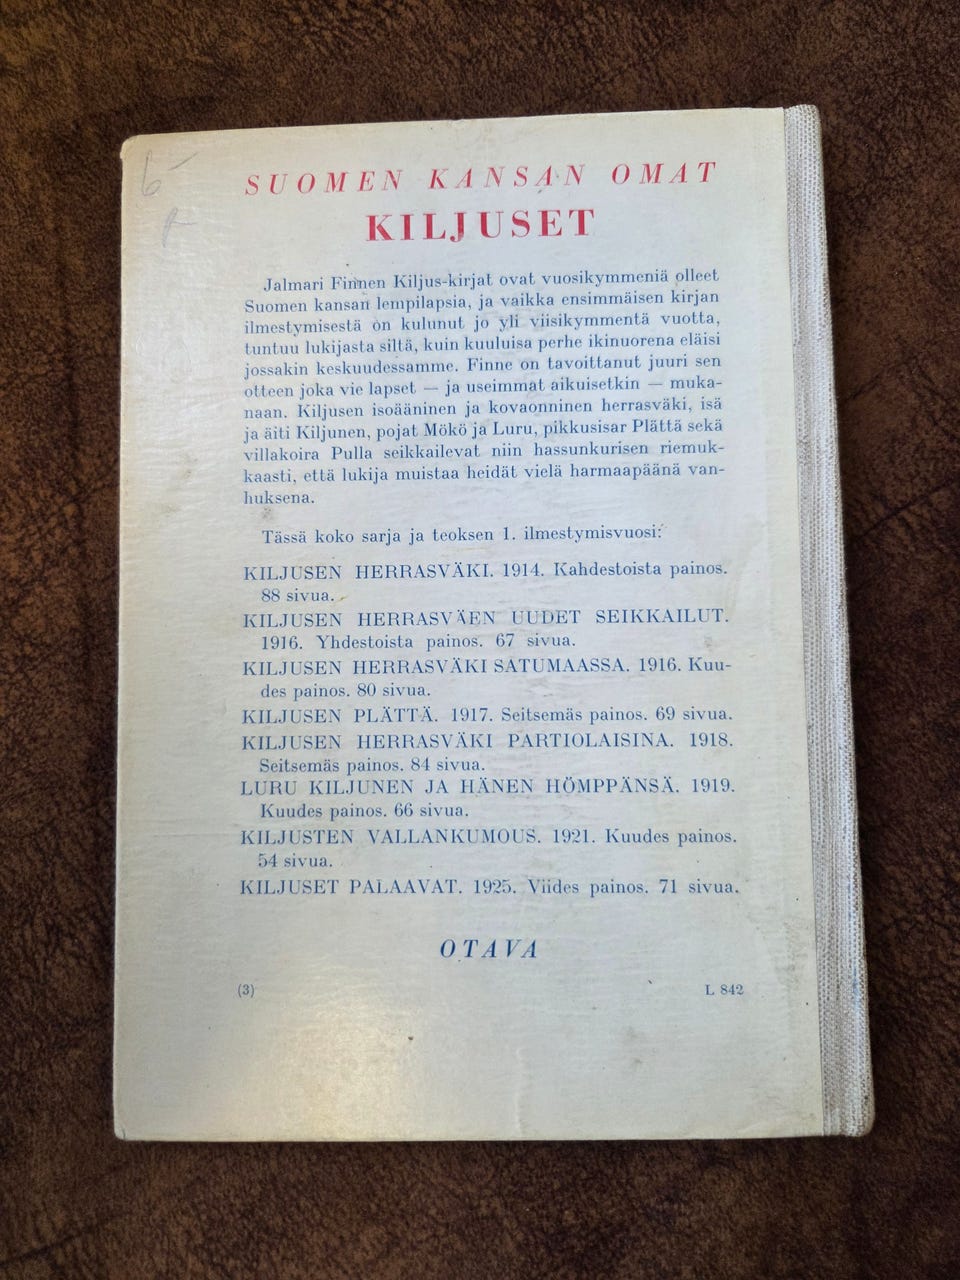 6-
SUOMEN KANSAN OMAT
KILJUSET
Jalmari Finnen Kiljus-kirjat ovat vuosikymmeniä olleet
Suomen kansan lempilapsia, ja vaikka ensimmäisen kirjan
ilmestymisestä on kulunut jo yli viisikymmentä vuotta,
tuntuu lukijasta siltä, kuin kuuluisa perhe ikinuorena eläisi
jossakin keskuudessamme. Finne on tavoittanut juuri sen
otteen joka vie lapset — ja useimmat aikuisetkin — muka-
naan. Kiljusen isoääninen ja kovaonninen herrasväki, isä
ja äiti Kiljunen, pojat Mökö ja Luru, pikkusisar Plättä sekä
villakoira Pulla seikkailevat niin hassunkurisen riemuk-
kaasti, että lukija muistaa heidät vielä harmaapäänä van-
huksena.
Tässä koko sarja ja teoksen 1. ilmestymisvuosi:
KILJUSEN HERRASVÄKI. 1914. Kahdestoista painos.
88 sivua.
KILJUSEN HERRASVÄEN UUDET SEIKKAILUT.
1916. Yhdestoista painos. 67 sivua.
KILJUSEN HERRASVÄKI SATUMAASSA. 1916. Kuu-
des painos. 80 sivua.
KILJUSEN PLÄTTÄ. 1917. Seitsemäs painos. 69 sivua.
KILJUSEN HERRASVÄKI PARTIOLAISINA. 1918.
Seitsemäs painos. 84 sivua.
LURU KILJUNEN JA HÄNEN HÖMPPÄNSÄ. 1919.
Kuudes painos. 66 sivua.
KILJUSTEN VALLANKUMOUS. 1921. Kuudes painos.
54 sivua.
KILJUSET PALAAVAT. 1925. Viides painos. 71 sivua.
OTAVA
(3) L 842